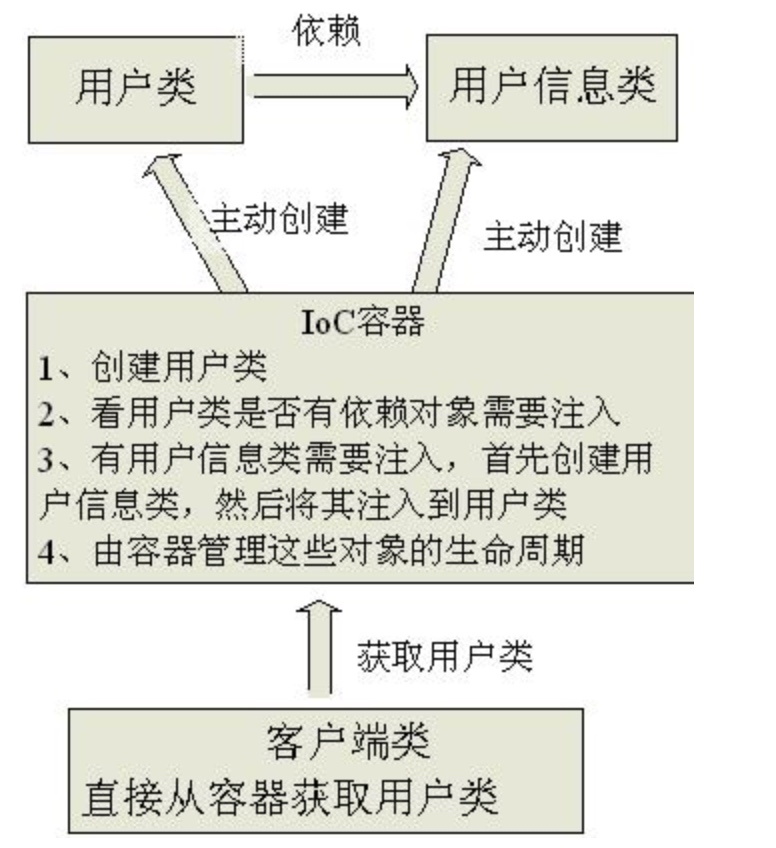 依赖
用户类
用户信息类
主动创建
主动创建
IoC容器
1、创建用户类
2、看用户类是否有依赖对象需要注入
3、有用户信息类需要注入，首先创建用
户信息类，然后将其注入到用户类
4、由容器管理这些对象的生命周期
获取用户类
客户端类
直接从容器获取用户类